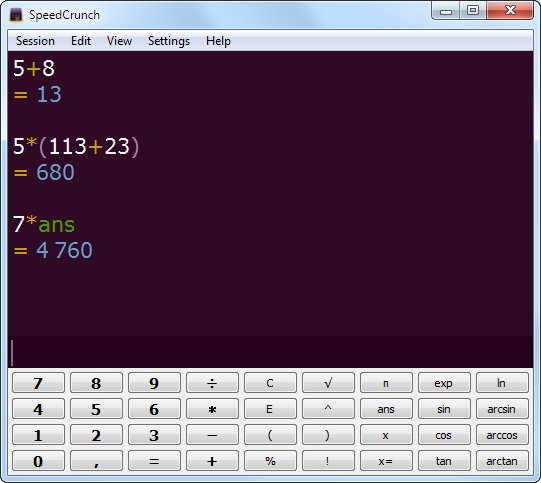 SpeedCrunch
Session Edit View Settings Help
5+8
= 13
5*(113+23)
= 680
7*ans
= 4 760
7 8 9 ÷ C √ π exp ln
4 5 6 * E ^ ans sin arcsin
1 2 3 − ( ) x cos arccos
0 , = + % ! x= tan arctan